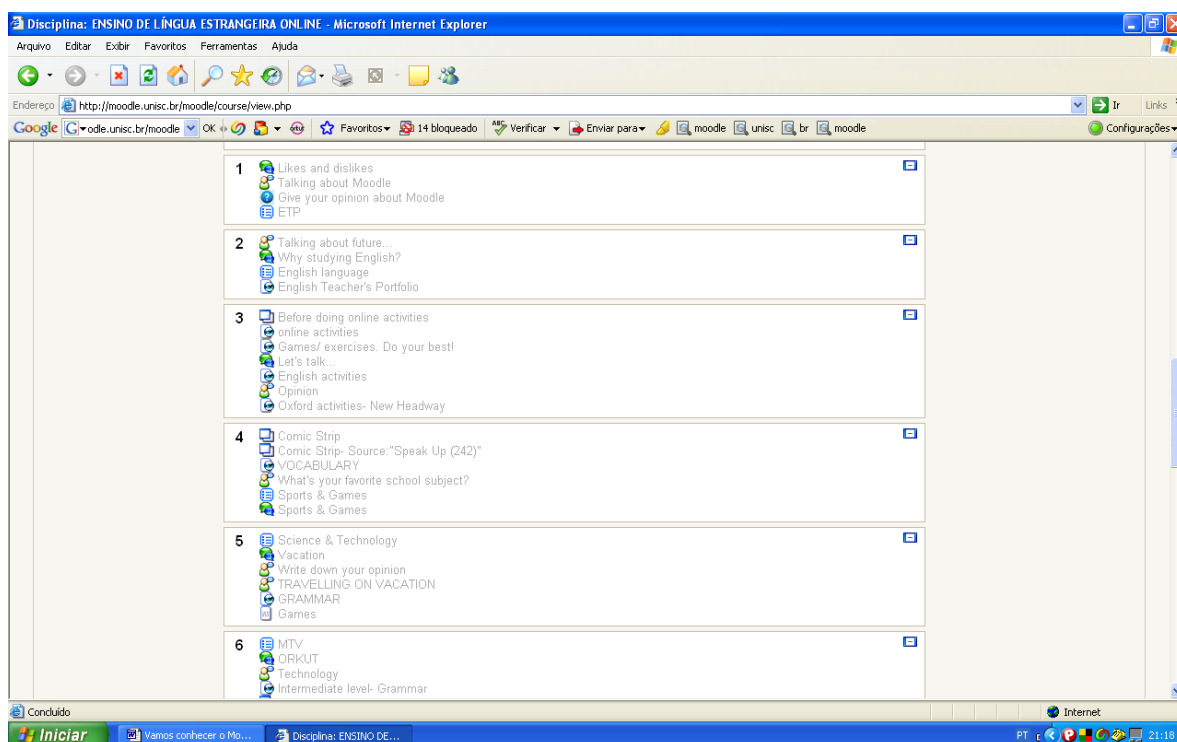 Disciplina: ENSINO DE LÍNGUA ESTRANGEIRA ONLINE - Microsoft Internet Explorer
Arquivo Editar Exibir Favoritos Ferramentas Ajuda
Endereço http://moodle.unisc.br/moodle/course/view.php Ir Links
Google G odle.unisc.br/moodle OK Favoritos 14 bloqueado ABC Verificar Enviar para moodle unisc br moodle Configurações
1 Likes and dislikes
Talking about Moodle
Give your opinion about Moodle
ETP
2 Talking about future...
Why studying English?
English language
English Teacher's Portfolio
3 Before doing online activities
online activities
Games/ exercises. Do your best!
Let's talk...
English activities
Opinion
Oxford activities- New Headway
4 Comic Strip
Comic Strip- Source:"Speak Up (242)"
VOCABULARY
What's your favorite school subject?
Sports & Games
Sports & Games
5 Science & Technology
Vacation
Write down your opinion
TRAVELLING ON VACATION
GRAMMAR
Games
6 MTV
ORKUT
Technology
Intermediate level- Grammar
Concluído Internet
Iniciar Vamos conhecer o Mo... Disciplina: ENSINO DE... PT 21:18